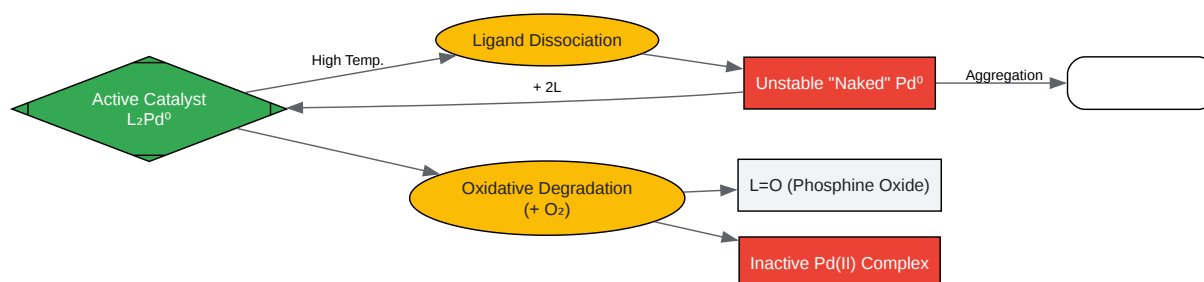 Ligand Dissociation
High Temp.
Unstable "Naked" Pd⁰
Aggregation
+ 2L
Active Catalyst
L₂Pd⁰
Oxidative Degradation
(+ O₂)
L=O (Phosphine Oxide)
Inactive Pd(II) Complex